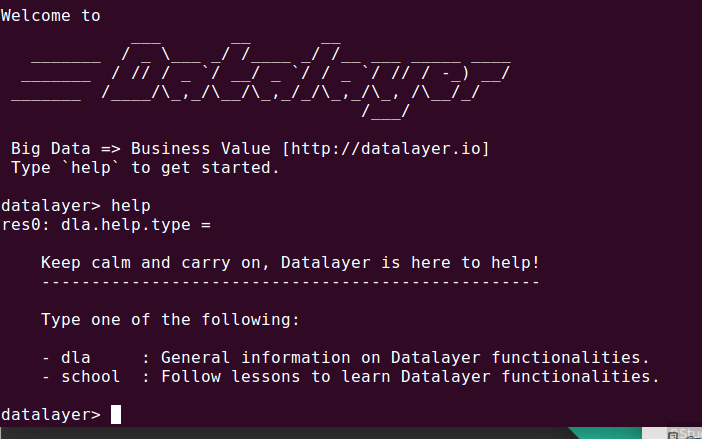 Welcome to
Datalayer
Big Data => Business Value [http://datalayer.io]
Type `help` to get started.
datalayer> help
res0: dla.help.type =
Keep calm and carry on, Datalayer is here to help!
--------------------------------------------------
Type one of the following:
- dla     : General information on Datalayer functionalities.
- school  : Follow lessons to learn Datalayer functionalities.
datalayer>